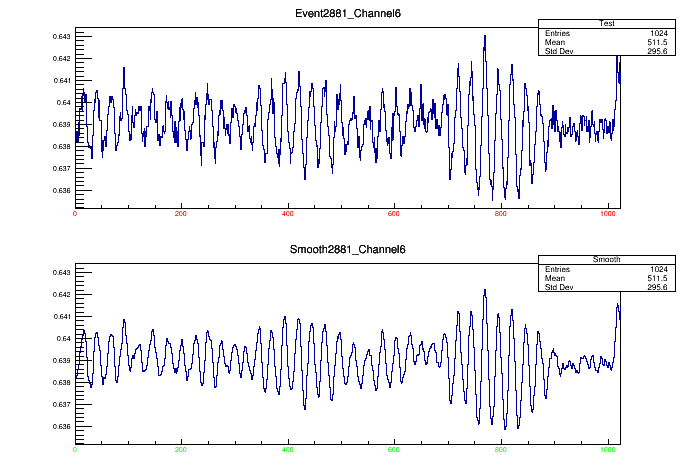 Event2881_Channel6
Test
Entries 1024
Mean 511.5
Std Dev 295.6
0.643
0.642
0.641
0.64
0.639
0.638
0.637
0.636
0 200 400 600 800 1000
Smooth2881_Channel6
Smooth
Entries 1024
Mean 511.5
Std Dev 295.6
0.643
0.642
0.641
0.64
0.639
0.638
0.637
0.636
0 200 400 600 800 1000